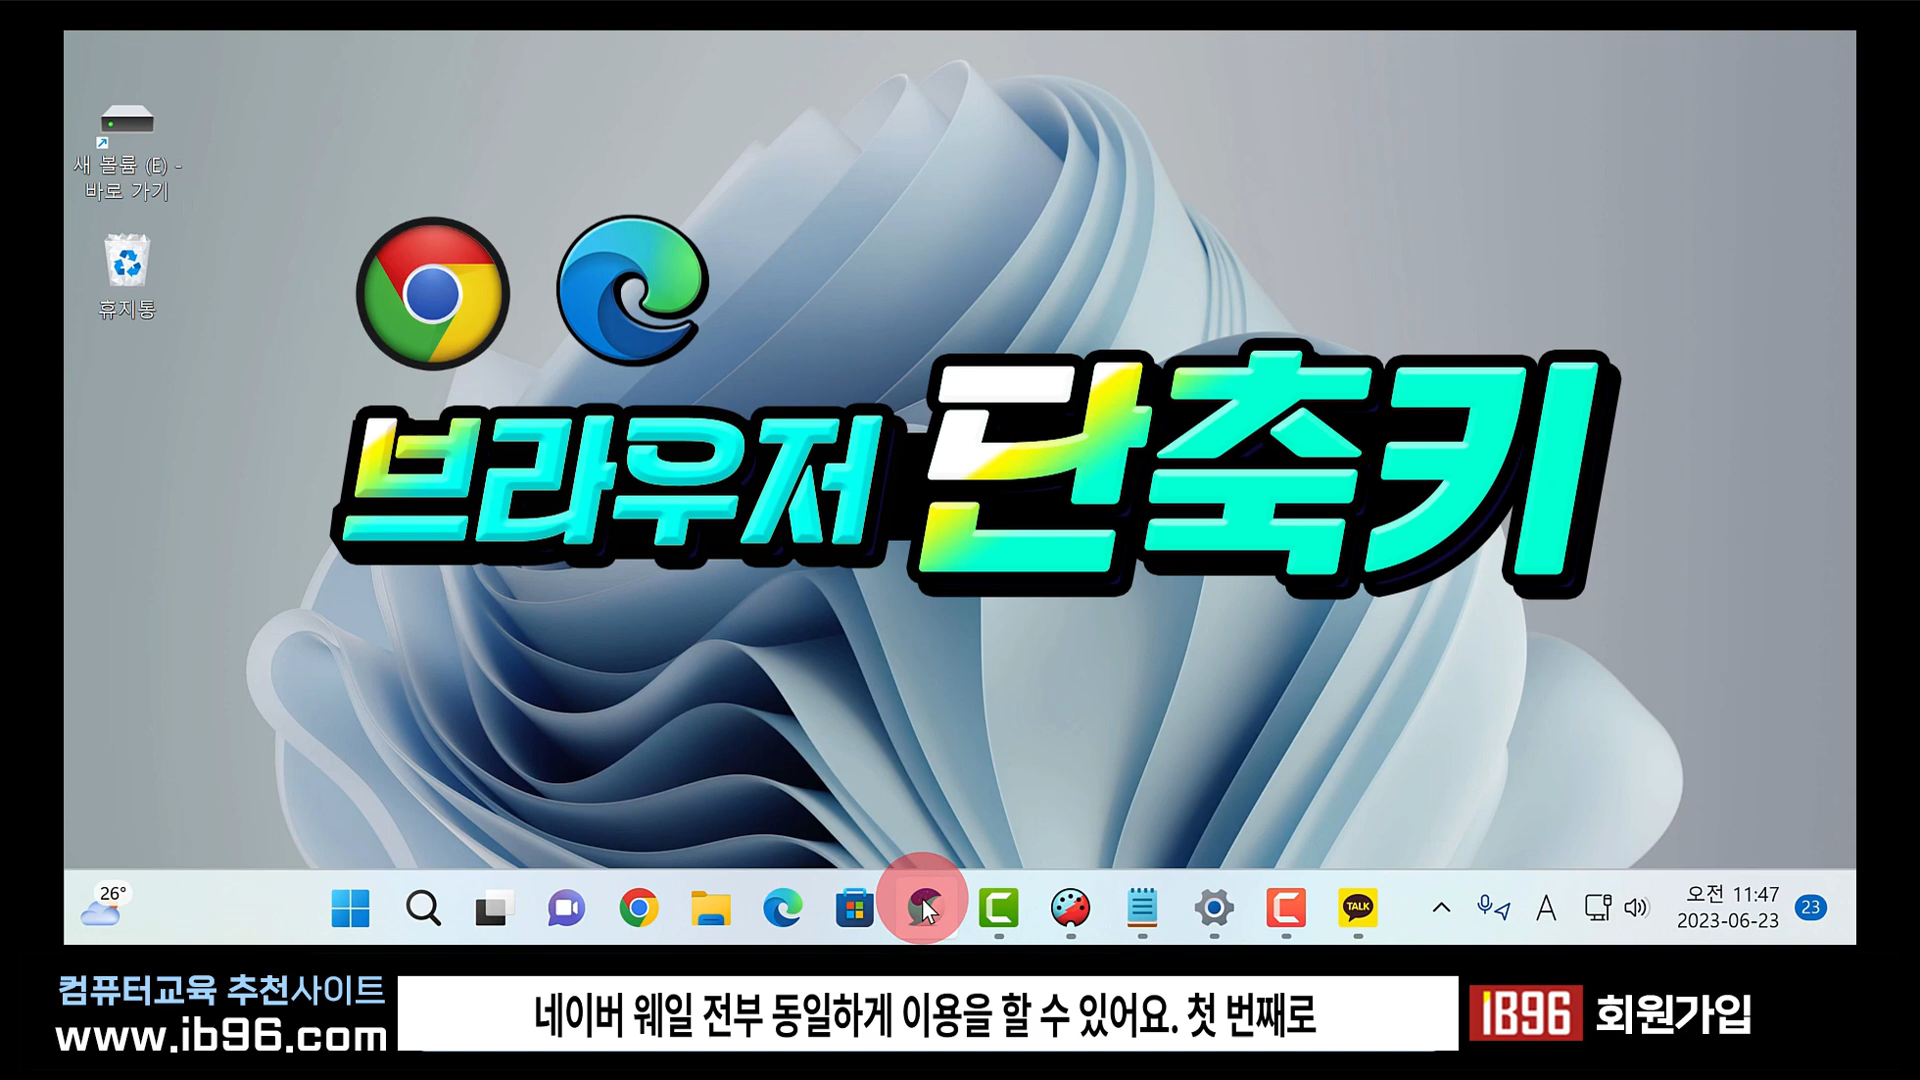 새 볼륨 (E) -
바로 가기
휴지통
브라우저 단축키
26°
TALK
A
오전 11:47
2023-06-23
23
컴퓨터교육 추천사이트
www.ib96.com
네이버 웨일 전부 동일하게 이용을 할 수 있어요. 첫 번째로
IB96 회원가입